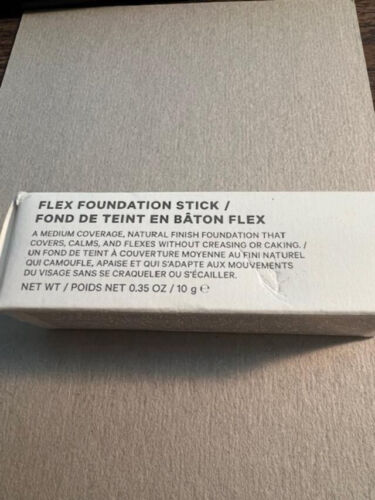 FLEX FOUNDATION STICK /
FOND DE TEINT EN BÂTON FLEX
A MEDIUM COVERAGE, NATURAL FINISH FOUNDATION THAT
COVERS, CALMS, AND FLEXES WITHOUT CREASING OR CAKING. /
UN FOND DE TEINT À COUVERTURE MOYENNE AU FINI NATUREL
QUI CAMOUFLE, APAISE ET QUI S'ADAPTE AUX MOUVEMENTS
DU VISAGE SANS SE CRAQUELER OU S'ÉCAILLER.
NET WT / POIDS NET 0.35 OZ / 10 g ℮